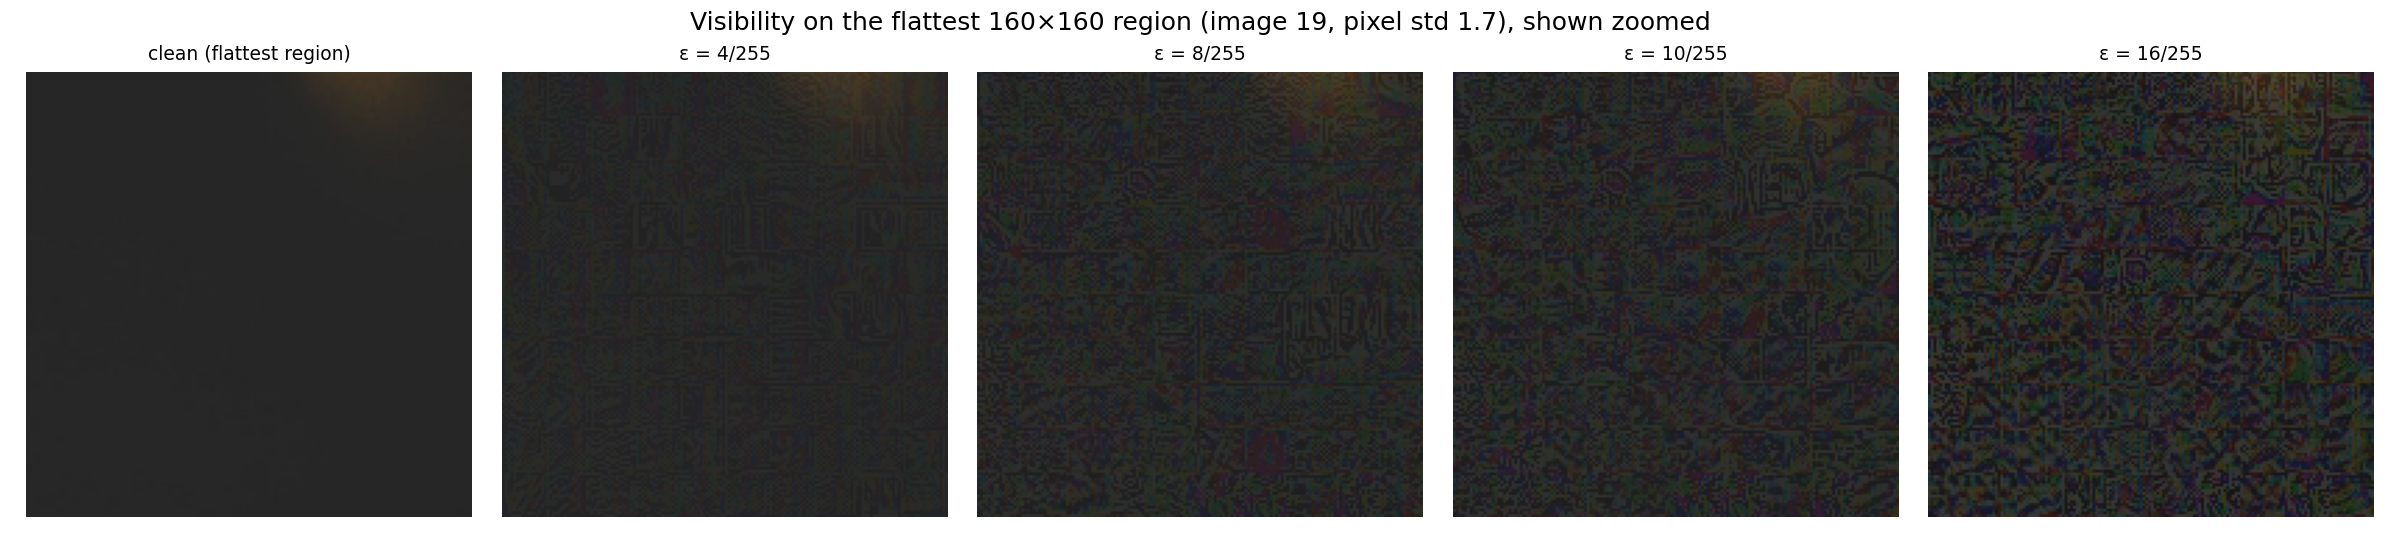 Visibility on the flattest 160×160 region (image 19, pixel std 1.7), shown zoomed
clean (flattest region)
ε = 4/255
ε = 8/255
ε = 10/255
ε = 16/255